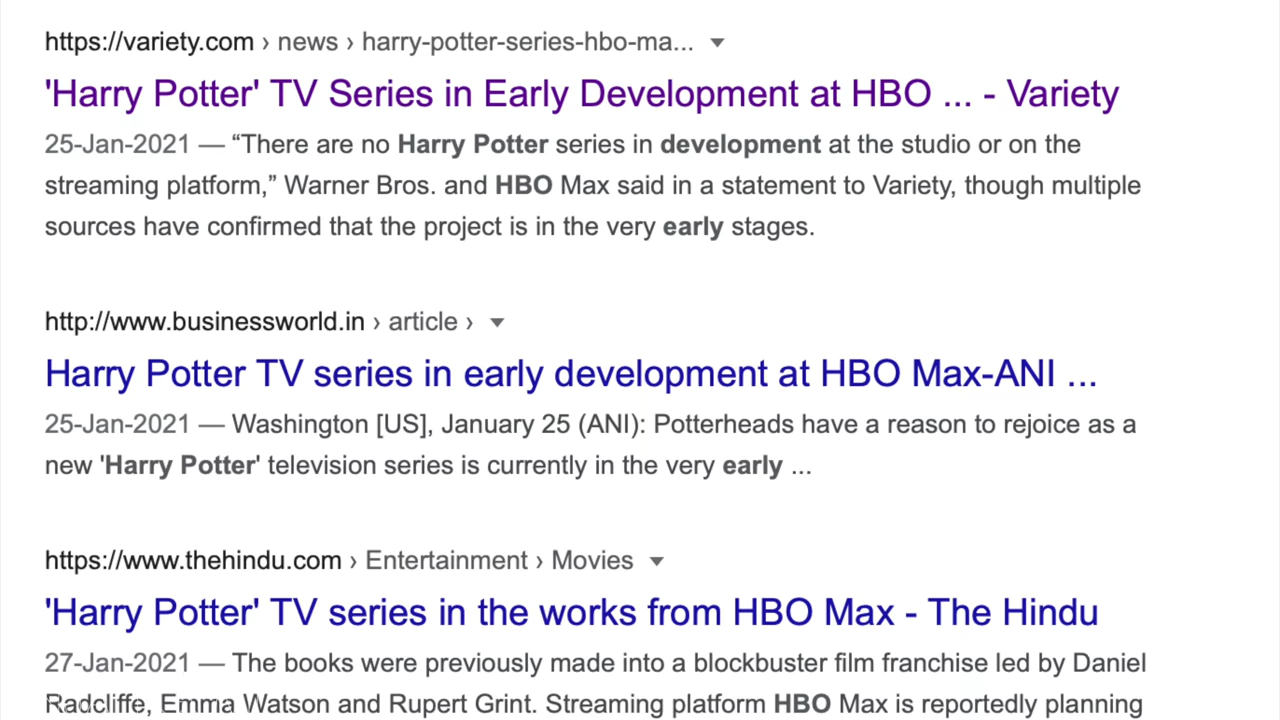 https://variety.com › news › harry-potter-series-hbo-ma...
'Harry Potter' TV Series in Early Development at HBO ... - Variety
25-Jan-2021 — “There are no Harry Potter series in development at the studio or on the
streaming platform,” Warner Bros. and HBO Max said in a statement to Variety, though multiple
sources have confirmed that the project is in the very early stages.
http://www.businessworld.in › article ›
Harry Potter TV series in early development at HBO Max-ANI ...
25-Jan-2021 — Washington [US], January 25 (ANI): Potterheads have a reason to rejoice as a
new 'Harry Potter' television series is currently in the very early ...
https://www.thehindu.com › Entertainment › Movies
'Harry Potter' TV series in the works from HBO Max - The Hindu
27-Jan-2021 — The books were previously made into a blockbuster film franchise led by Daniel
Radcliffe, Emma Watson and Rupert Grint. Streaming platform HBO Max is reportedly planning